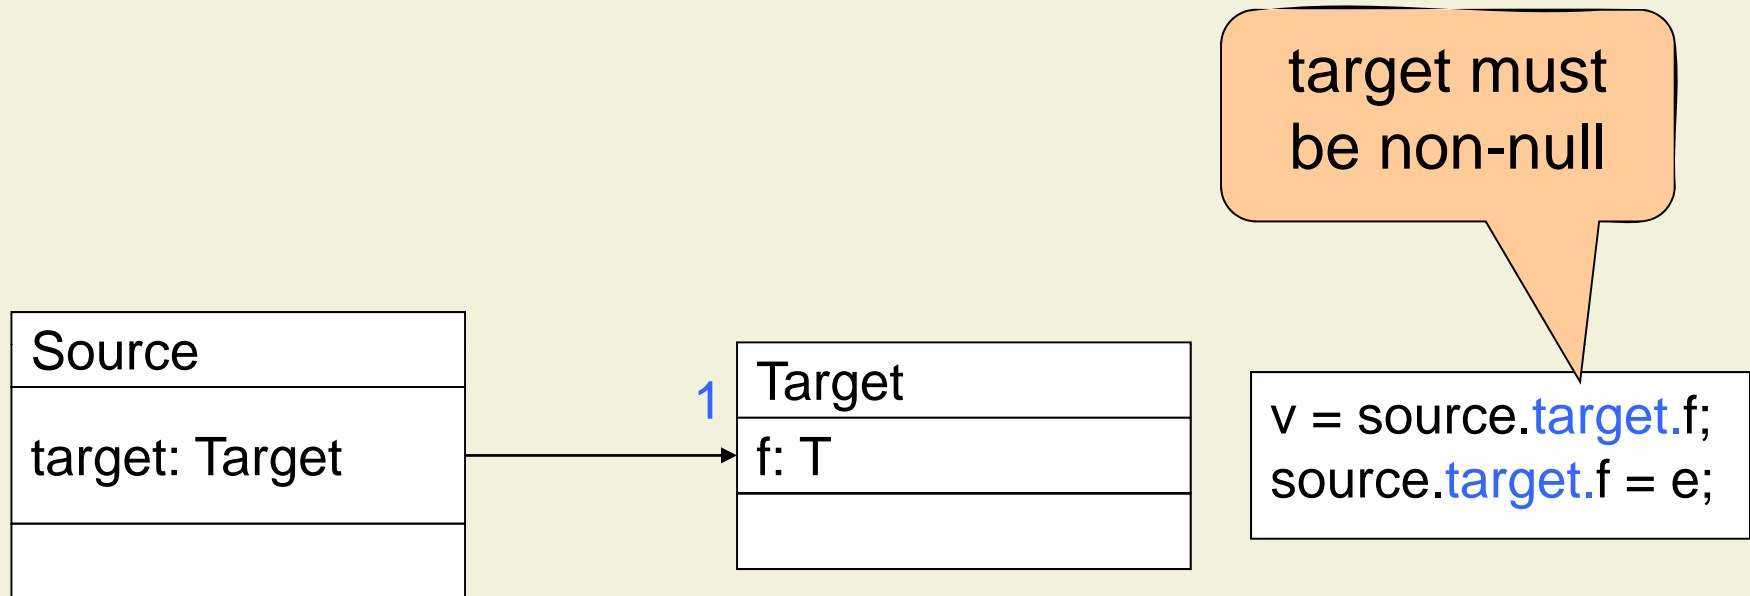 target must
be non-null
Source
target: Target
1
Target
f: T
v = source.target.f;
source.target.f = e;